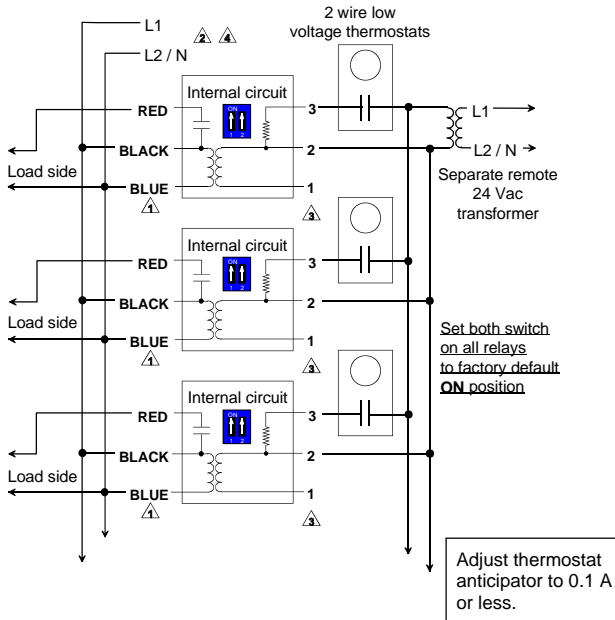 L1
L2 / N
2 4
2 wire low
voltage thermostats
Internal circuit
ON
1 2
RED
BLACK
BLUE
Load side
1
3
2
1
3
L1
L2 / N
Separate remote
24 Vac
transformer
Internal circuit
ON
1 2
RED
BLACK
BLUE
Load side
1
3
2
1
3
Set both switch
on all relays
to factory default
ON position
Internal circuit
ON
1 2
RED
BLACK
BLUE
Load side
1
3
2
1
3
Adjust thermostat
anticipator to 0.1 A
or less.